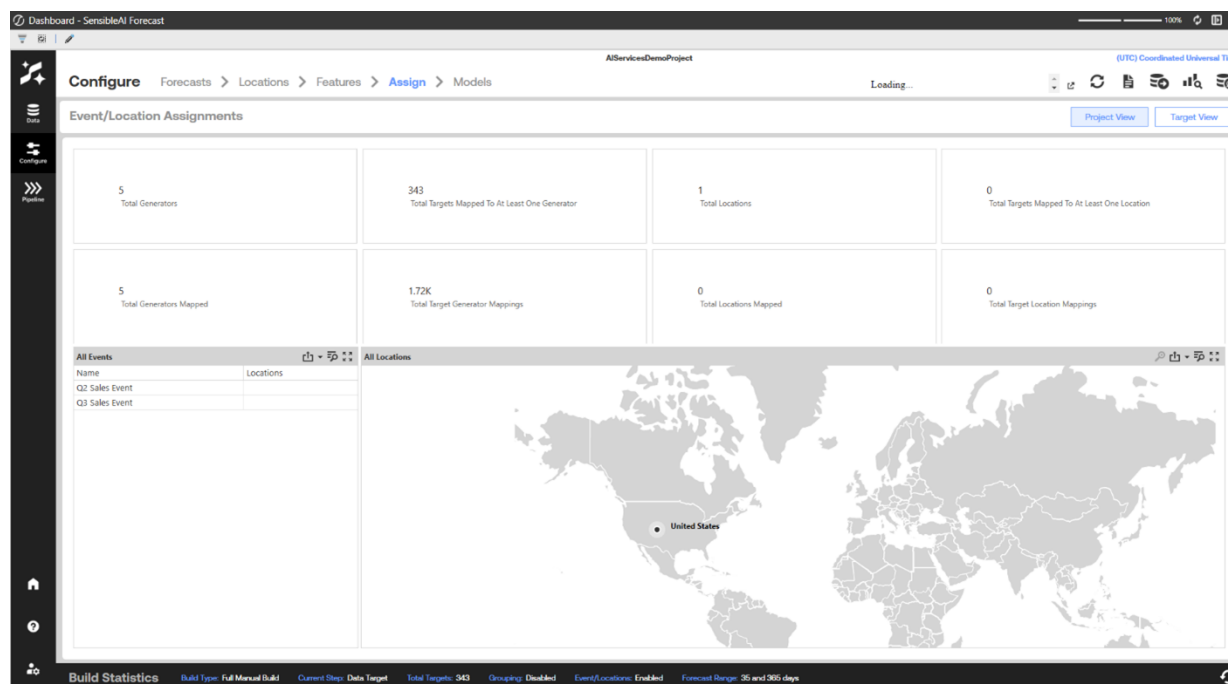 Dashboard - SensibleAI Forecast
100%
AIServicesDemoProject
(UTC) Coordinated Universal Ti
Configure Forecasts > Locations > Features > Assign > Models
Loading...
Data
Event/Location Assignments
Project View
Target View
Configure
Pipeline
5
Total Generators
343
Total Targets Mapped To At Least One Generator
1
Total Locations
0
Total Targets Mapped To At Least One Location
5
Total Generators Mapped
1.72K
Total Target Generator Mappings
0
Total Locations Mapped
0
Total Target Location Mappings
All Events
All Locations
Name Locations
Q2 Sales Event
Q3 Sales Event
United States
Build Statistics Build Type: Full Manual Build Current Step: Data Target Total Targets: 343 Grouping: Disabled Event/Locations: Enabled Forecast Range: 35 and 365 days